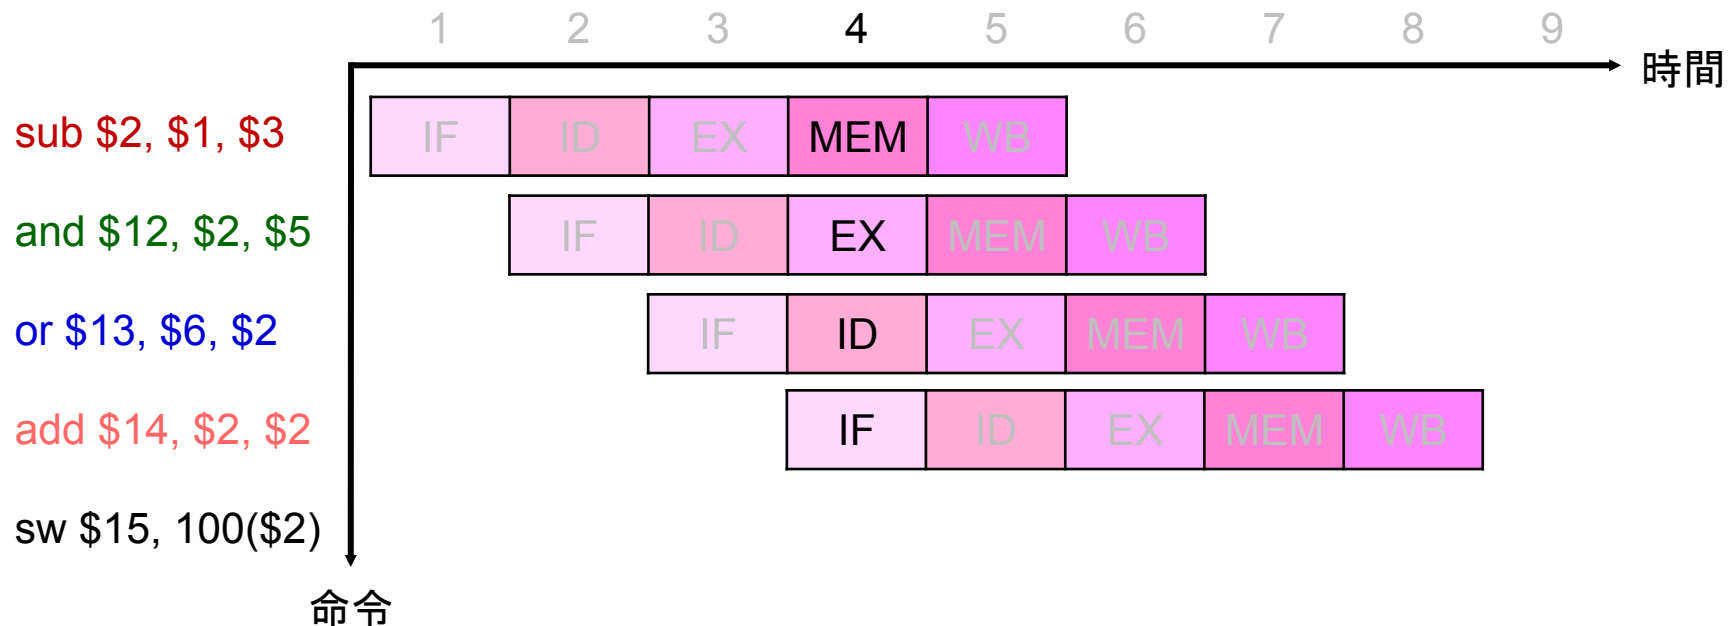 1 2 3 4 5 6 7 8 9
時間
sub $2, $1, $3 IF ID EX MEM WB
and $12, $2, $5 IF ID EX MEM WB
or $13, $6, $2 IF ID EX MEM WB
add $14, $2, $2 IF ID EX MEM WB
sw $15, 100($2)
命令